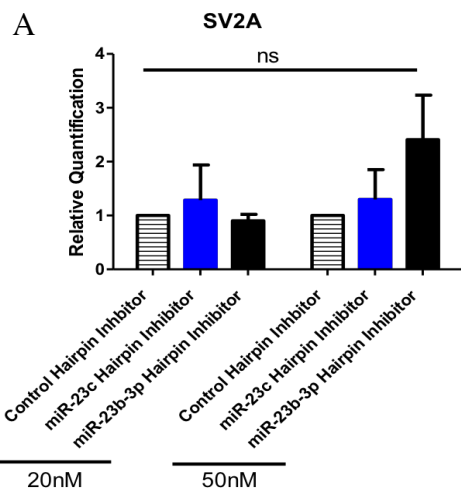 A
SV2A
ns
Relative Quantification
4
3
2
1
0
Control Hairpin Inhbitor
miR-23c Hairpin Inhibitor
miR-23b-3p Hairpin Inhibitor
Control Hairpin Inhbitor
miR-23c Hairpin Inhibitor
miR-23b-3p Hairpin Inhibitor
20nM
50nM